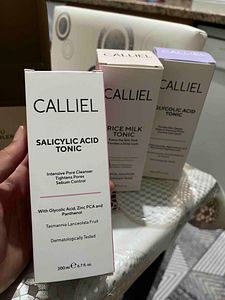 CALLIEL
SALICYLIC ACID
TONIC
Intensive Pore Cleanser
Tightens Pores
Sebum Control
With Glycolic Acid, Zinc PCA and
Panthenol
Tasmannia Lanceolata Fruit
Dermatologically Tested
200 ml ℮ 6.7 fl.oz.
CALLIEL
RICE MILK
TONIC
CALLIEL
GLYCOLIC ACID
TONIC